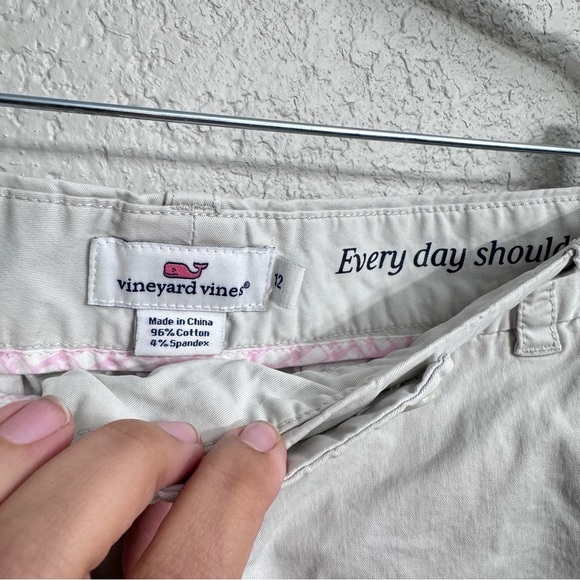 vineyard vines®
12
Every day should
Made in China
96% Cotton
4% Spandex